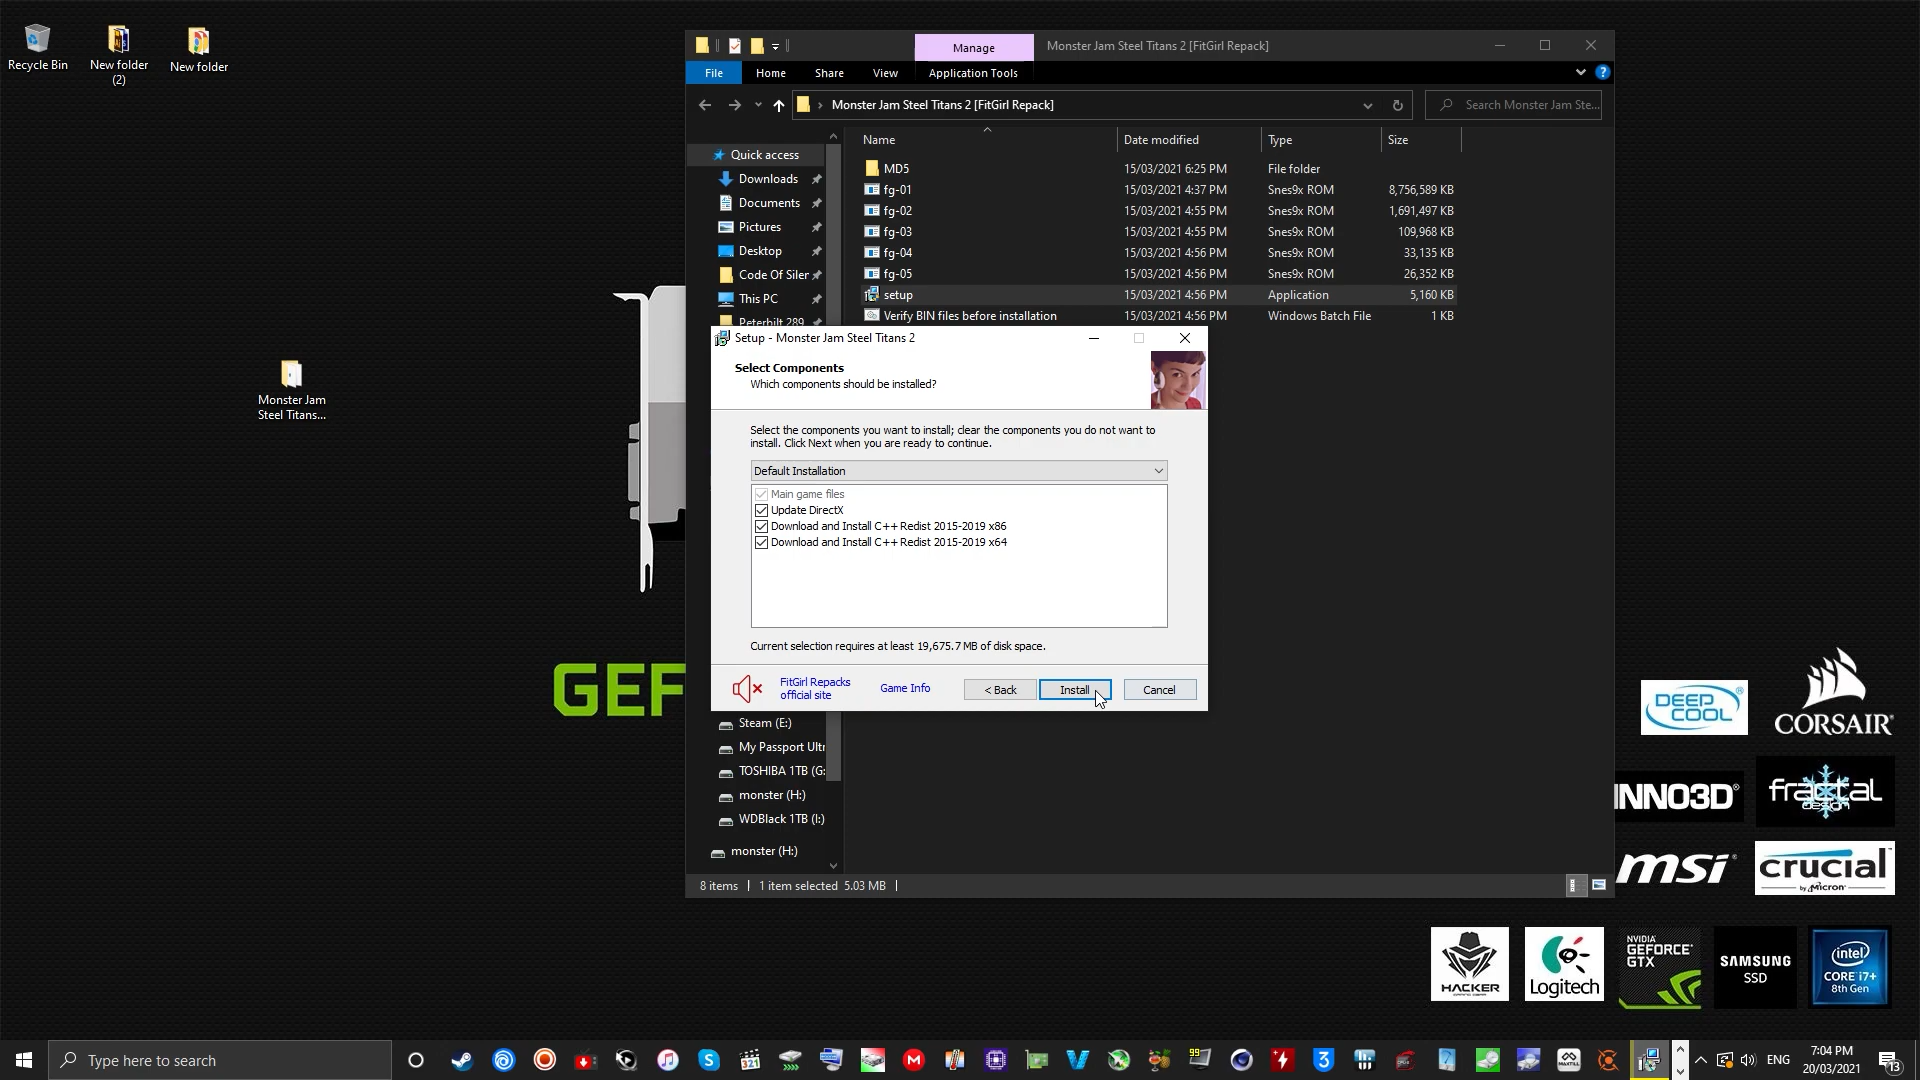 Recycle Bin
New folder
(2)
New folder
Monster Jam
Steel Titans...
Manage
Monster Jam Steel Titans 2 [FitGirl Repack]
File
Home
Share
View
Application Tools
Monster Jam Steel Titans 2 [FitGirl Repack]
Search Monster Jam Ste...
Name
Date modified
Type
Size
Quick access
Downloads
Documents
Pictures
Desktop
Code Of Siler
This PC
Peterbilt 289
MD5 15/03/2021 6:25 PM File folder
fg-01 15/03/2021 4:37 PM Snes9x ROM 8,756,589 KB
fg-02 15/03/2021 4:55 PM Snes9x ROM 1,691,497 KB
fg-03 15/03/2021 4:55 PM Snes9x ROM 109,968 KB
fg-04 15/03/2021 4:56 PM Snes9x ROM 33,135 KB
fg-05 15/03/2021 4:56 PM Snes9x ROM 26,352 KB
setup 15/03/2021 4:56 PM Application 5,160 KB
Verify BIN files before installation 15/03/2021 4:56 PM Windows Batch File 1 KB
Setup - Monster Jam Steel Titans 2
Select Components
Which components should be installed?
Select the components you want to install; clear the components you do not want to
install. Click Next when you are ready to continue.
Default Installation
Main game files
Update DirectX
Download and Install C++ Redist 2015-2019 x86
Download and Install C++ Redist 2015-2019 x64
Current selection requires at least 19,675.7 MB of disk space.
FitGirl Repacks
official site
Game Info
< Back
Install
Cancel
Steam (E:)
My Passport Ultr
TOSHIBA 1TB (G:
monster (H:)
WDBlack 1TB (I:)
monster (H:)
8 items
1 item selected 5.03 MB
GEF
DEEP
COOL
CORSAIR
INNO3D
fractal
design
msi
crucial
by Micron
HACKER
Logitech
NVIDIA
GEFORCE
GTX
SAMSUNG
SSD
intel
CORE i7+
8th Gen
Type here to search
ENG
7:04 PM
20/03/2021
13